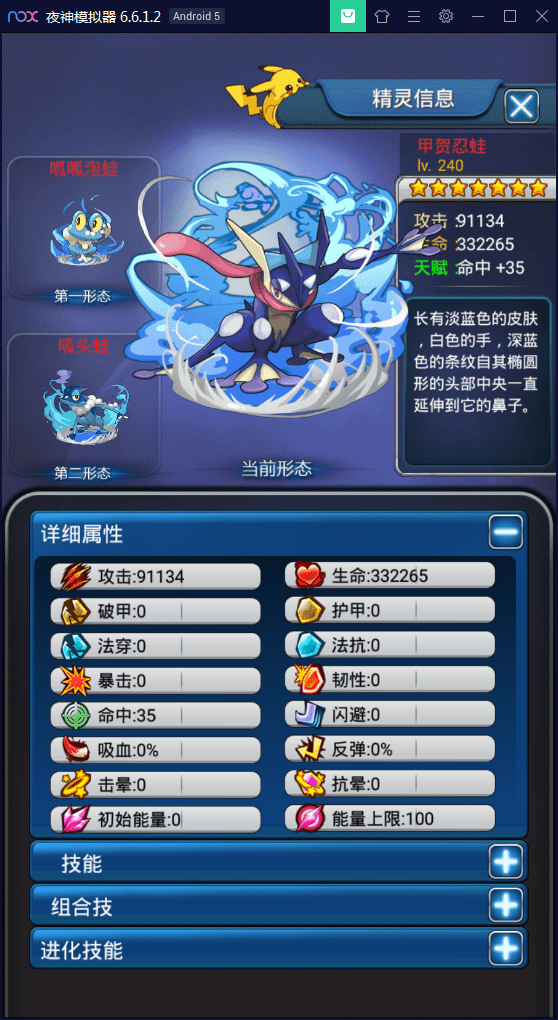 nox 夜神模拟器 6.6.1.2 Android 5
精灵信息
甲贺忍蛙
lv. 240
呱呱泡蛙
第一形态
攻击:91134
生命:332265
天赋:命中 +35
长有淡蓝色的皮肤
，白色的手，深蓝
色的条纹自其椭圆
形的头部中央一直
延伸到它的鼻子。
呱头蛙
第二形态
当前形态
详细属性
攻击:91134 生命:332265
破甲:0 护甲:0
法穿:0 法抗:0
暴击:0 韧性:0
命中:35 闪避:0
吸血:0% 反弹:0%
击晕:0 抗晕:0
初始能量:0 能量上限:100
技能
组合技
进化技能